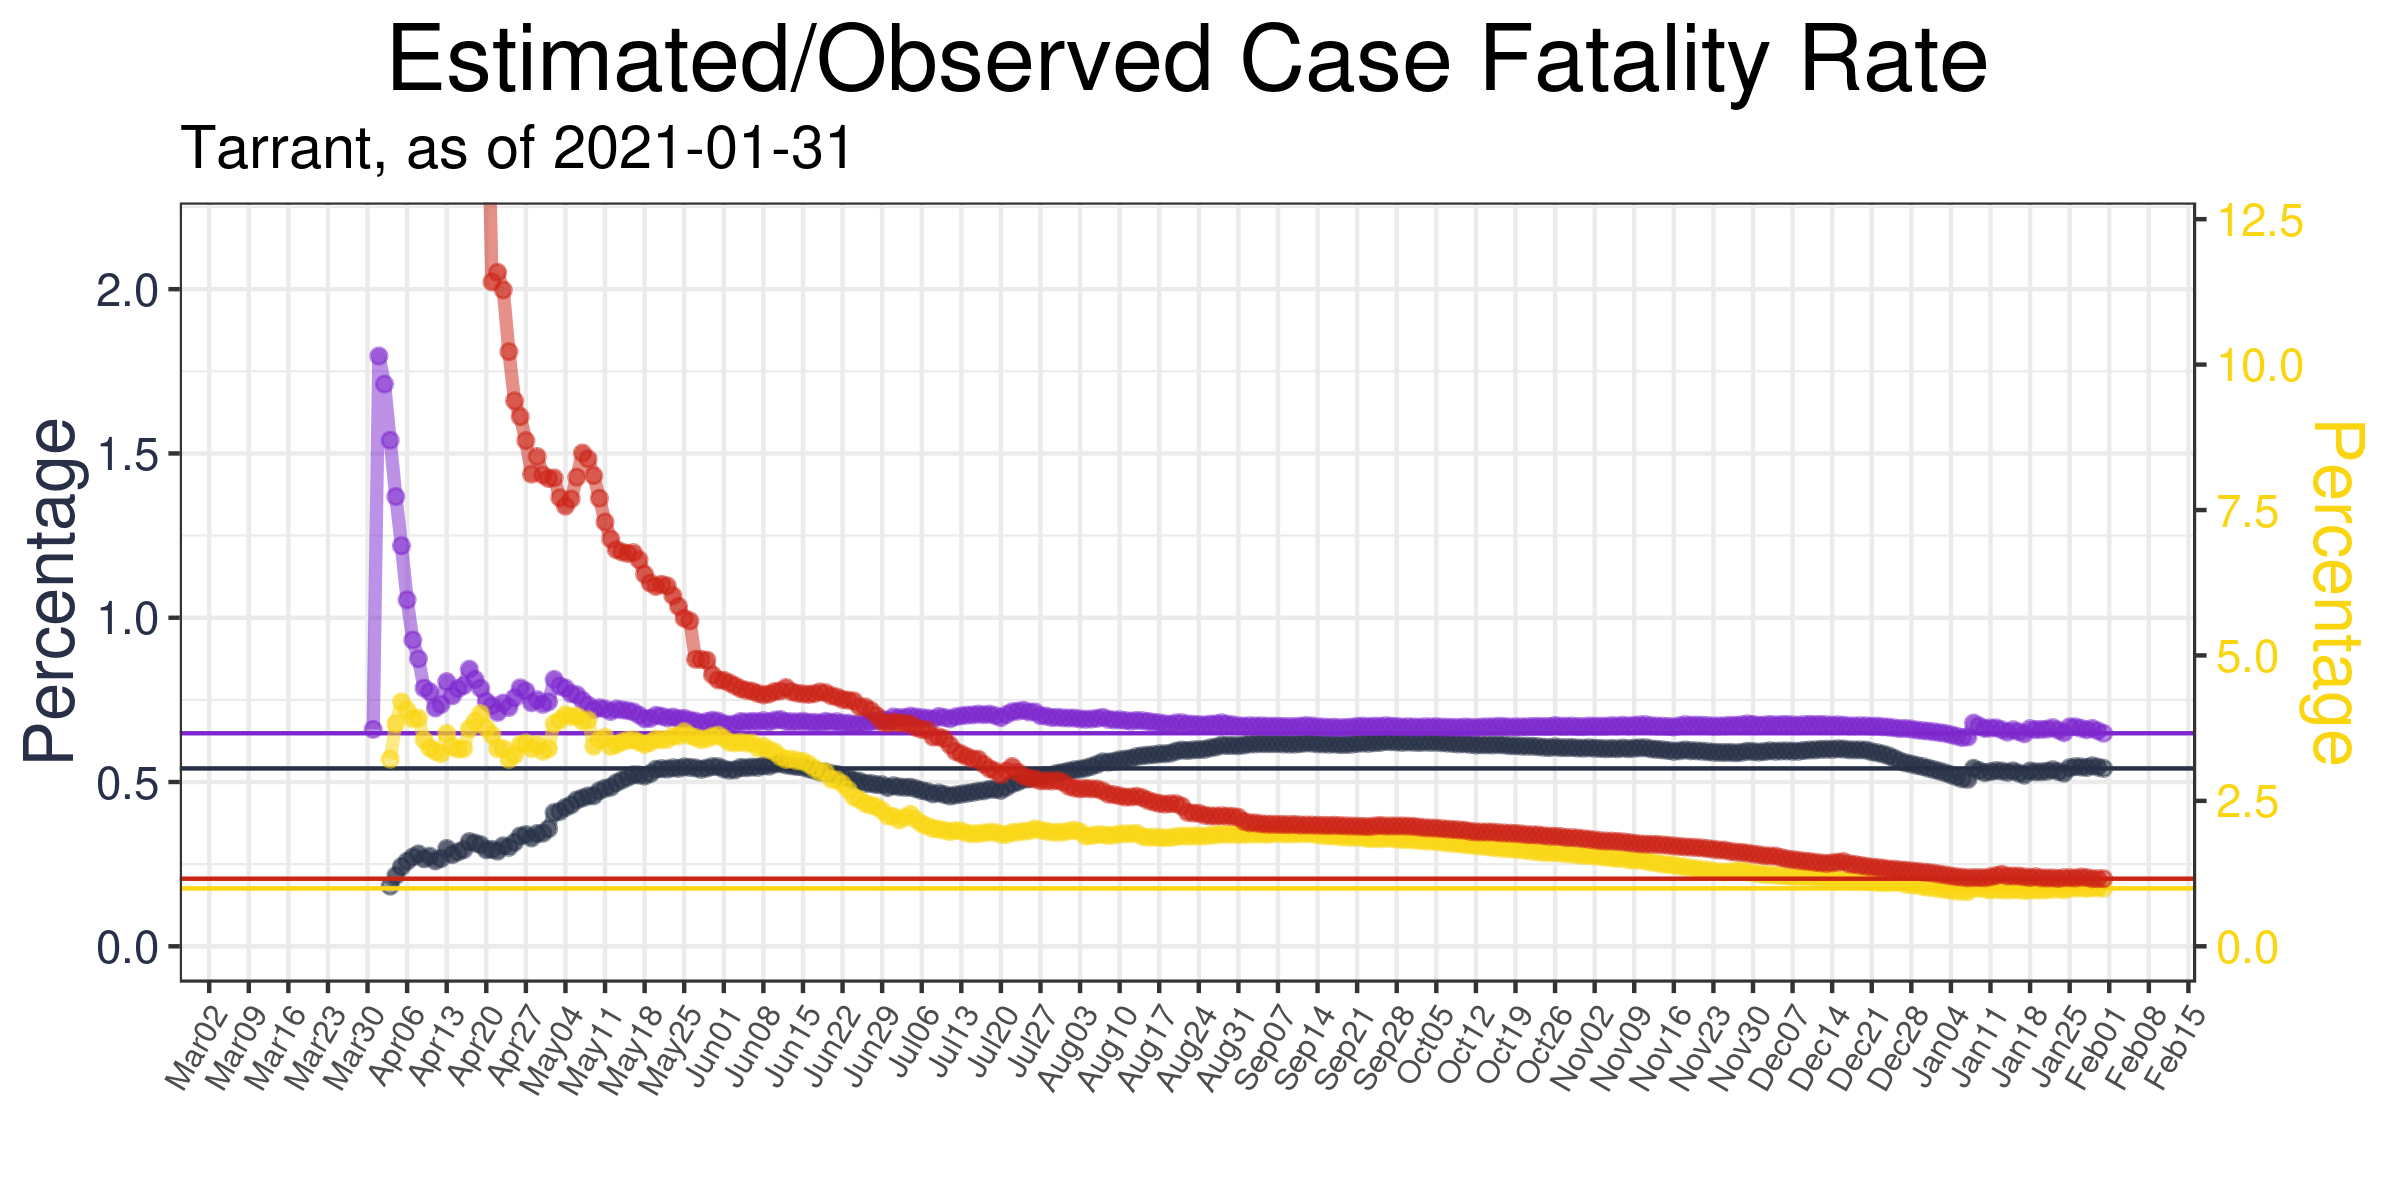 Estimated/Observed Case Fatality Rate
Tarrant, as of 2021-01-31
Percentage
2.0
1.5
1.0
0.5
0.0
12.5
10.0
7.5
5.0
2.5
0.0
Percentage
Mar02
Mar09
Mar16
Mar23
Mar30
Apr06
Apr13
Apr20
Apr27
May04
May11
May18
May25
Jun01
Jun08
Jun15
Jun22
Jun29
Jul06
Jul13
Jul20
Jul27
Aug03
Aug10
Aug17
Aug24
Aug31
Sep07
Sep14
Sep21
Sep28
Oct05
Oct12
Oct19
Oct26
Nov02
Nov09
Nov16
Nov23
Nov30
Dec07
Dec14
Dec21
Dec28
Jan04
Jan11
Jan18
Jan25
Feb01
Feb08
Feb15